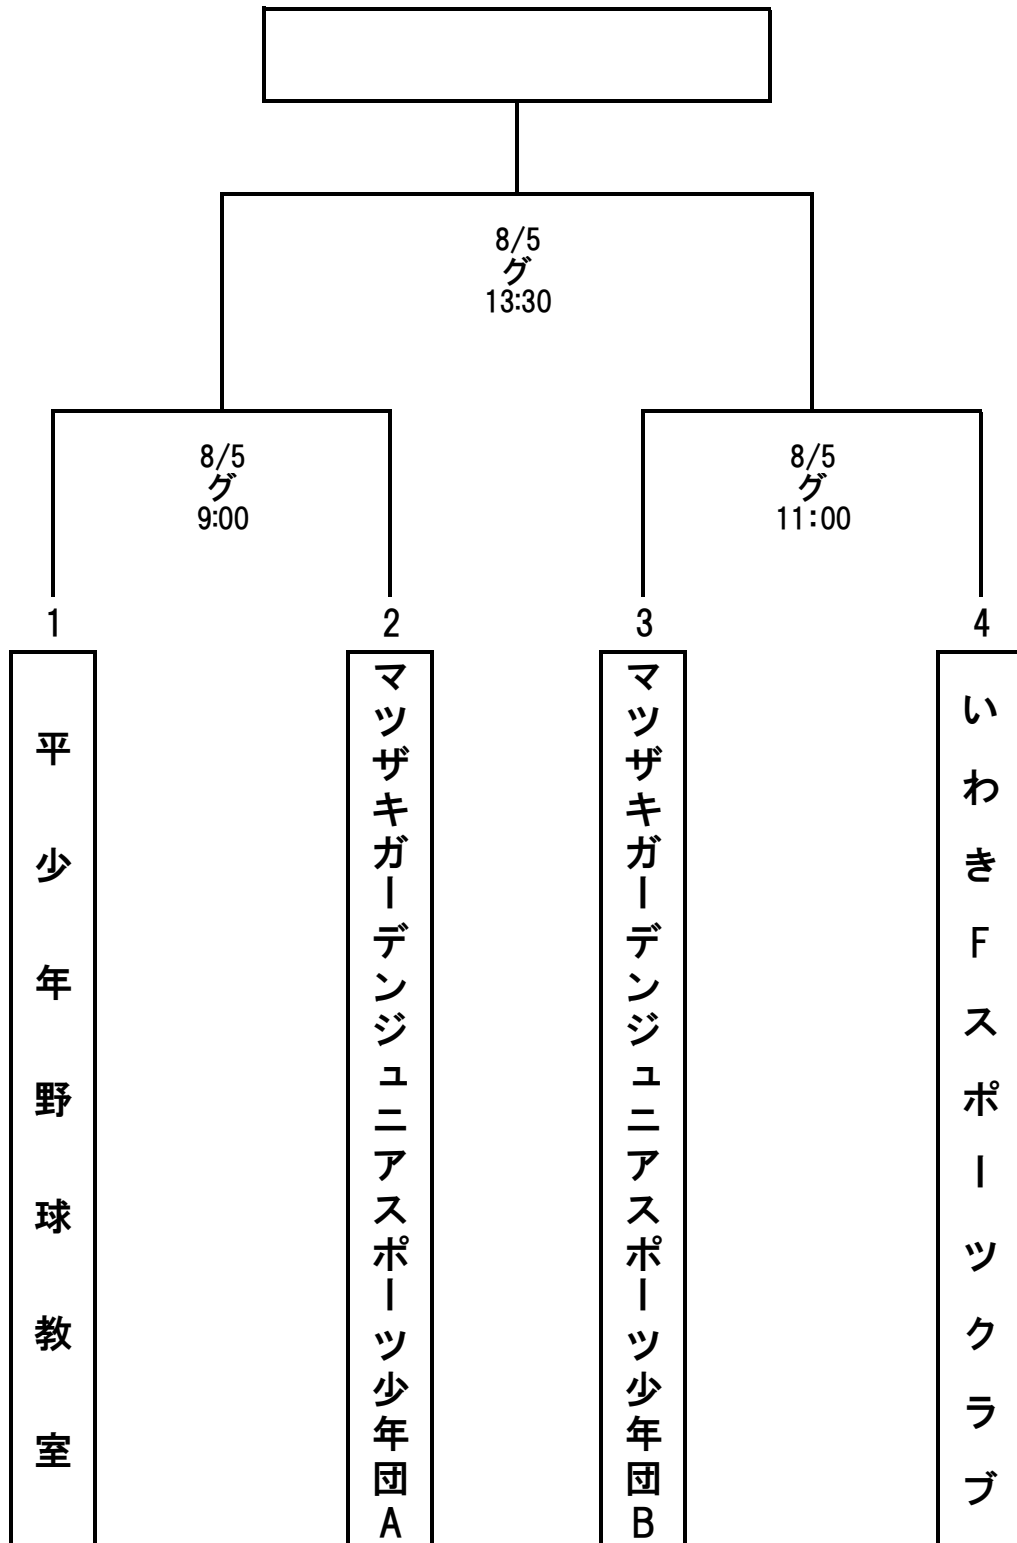 8/5
グ
13:30
8/5
グ
9:00
8/5
グ
11:00
1
2
3
4
平少年野球教室
マツザキガーデンジュニアスポーツ少年団A
マツザキガーデンジュニアスポーツ少年団B
いわきFスポーツクラブ